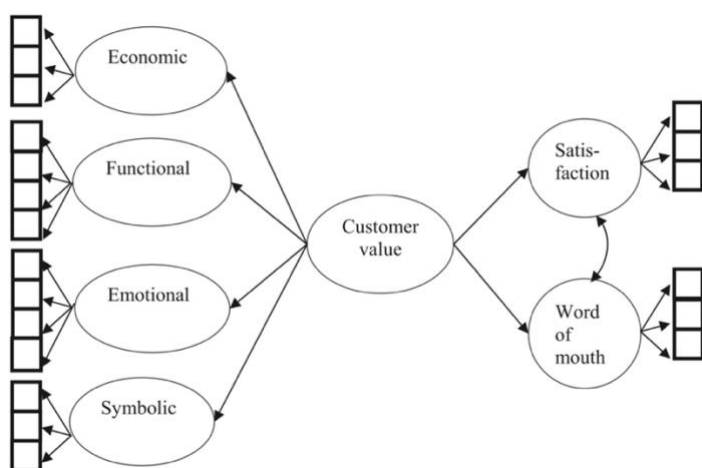 Economic
Functional
Emotional
Symbolic
Customer
value
Satis-
faction
Word
of
mouth